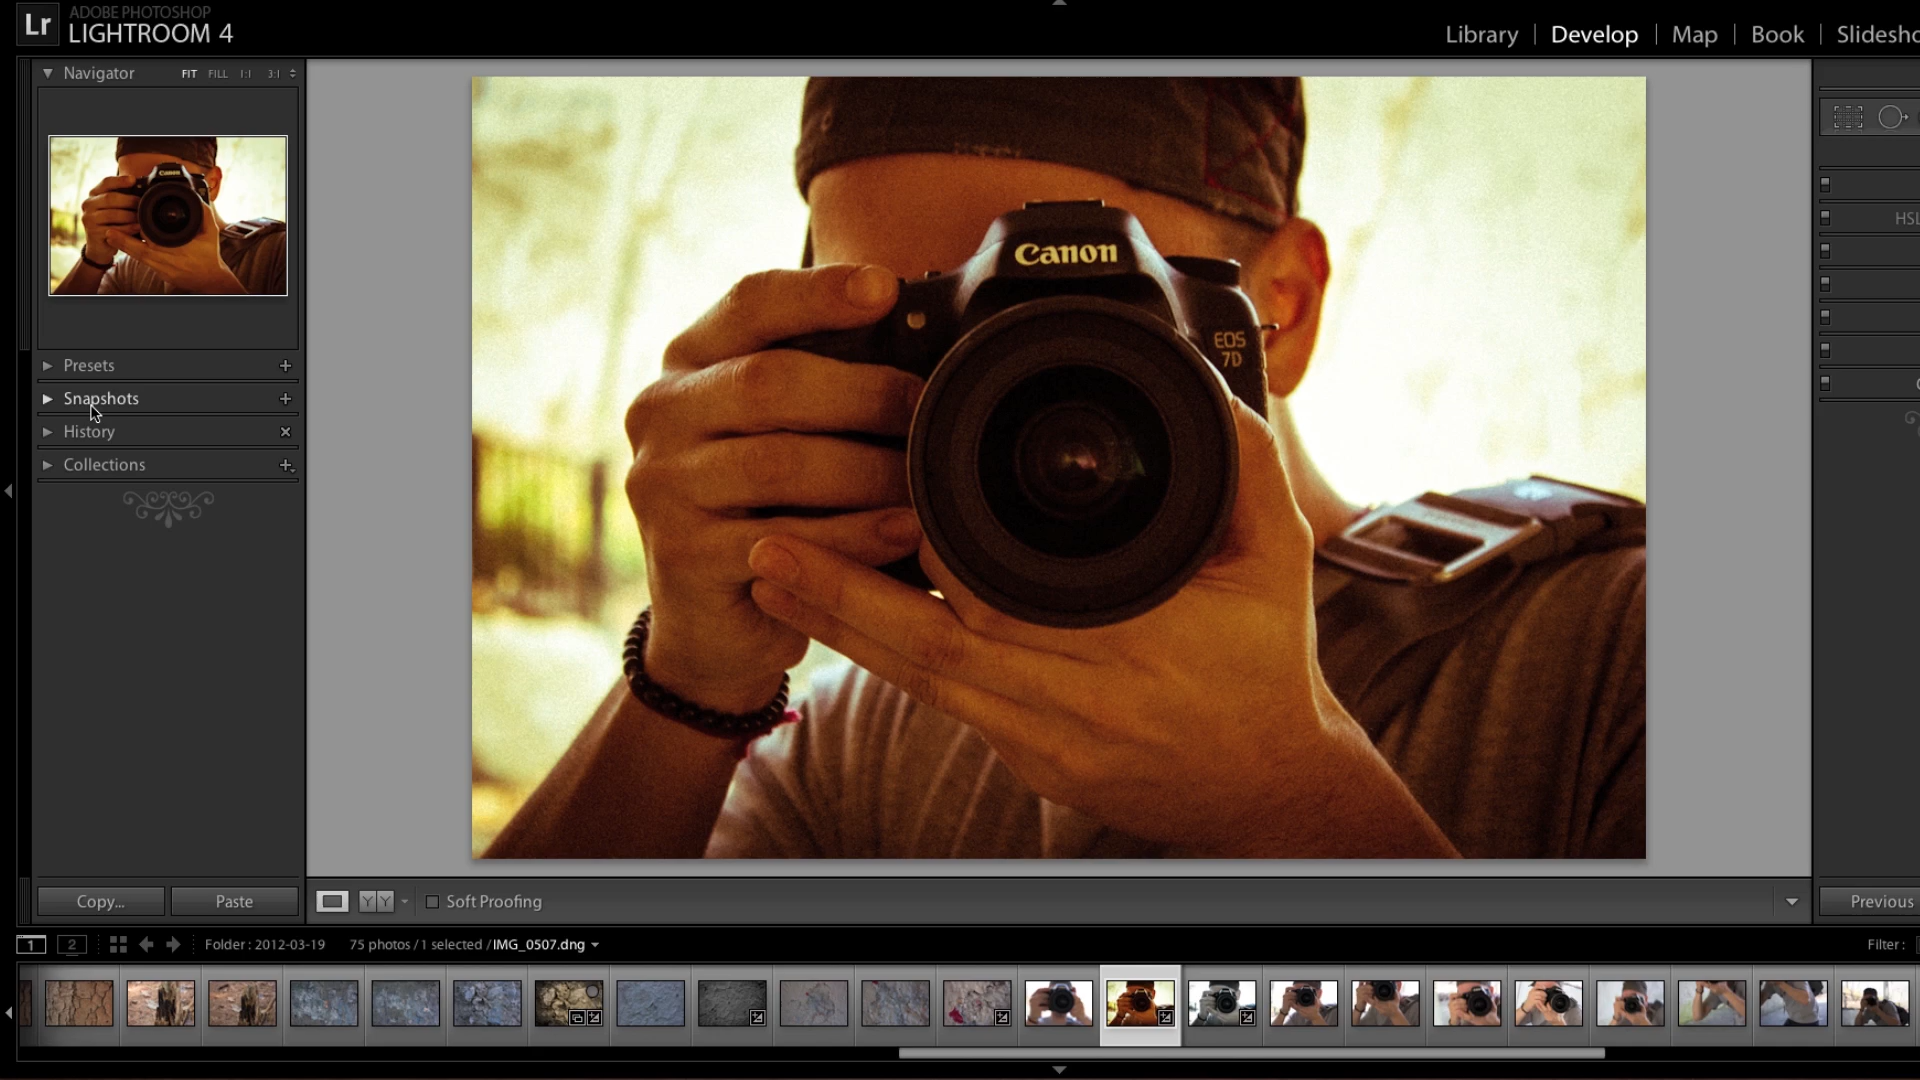 Lr
ADOBE PHOTOSHOP
LIGHTROOM 4
Library | Develop | Map | Book |
Navigator FIT FILL 1:1 3:1
Canon
EOS
7D
Presets
Snapshots
History
Collections
HSL
Copy... Paste
Y Y Soft Proofing
Previous
1 2 Folder : 2012-03-19 75 photos / 1 selected / IMG_0507.dng Filter :